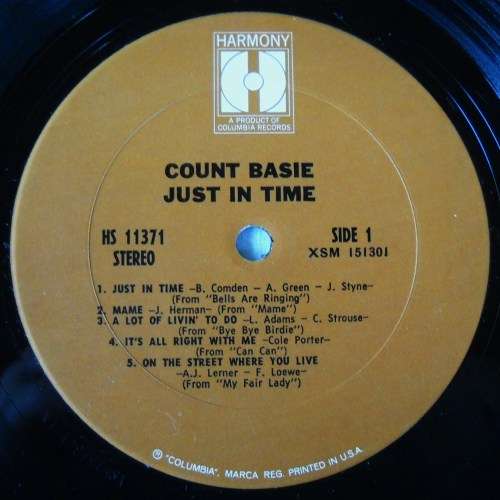 HARMONY
A PRODUCT OF
COLUMBIA RECORDS
COUNT BASIE
JUST IN TIME
HS 11371
STEREO
SIDE 1
XSM 151301
1. JUST IN TIME -B. Comden - A. Green - J. Styne-
(From "Bells Are Ringing")
2. MAME -J. Herman- (From "Mame")
3. A LOT OF LIVIN' TO DO -L. Adams - C. Strouse-
(From "Bye Bye Birdie")
4. IT'S ALL RIGHT WITH ME -Cole Porter-
(From "Can Can")
5. ON THE STREET WHERE YOU LIVE
-A.J. Lerner - F. Loewe-
(From "My Fair Lady")
® "COLUMBIA". MARCA REG. PRINTED IN U.S.A.